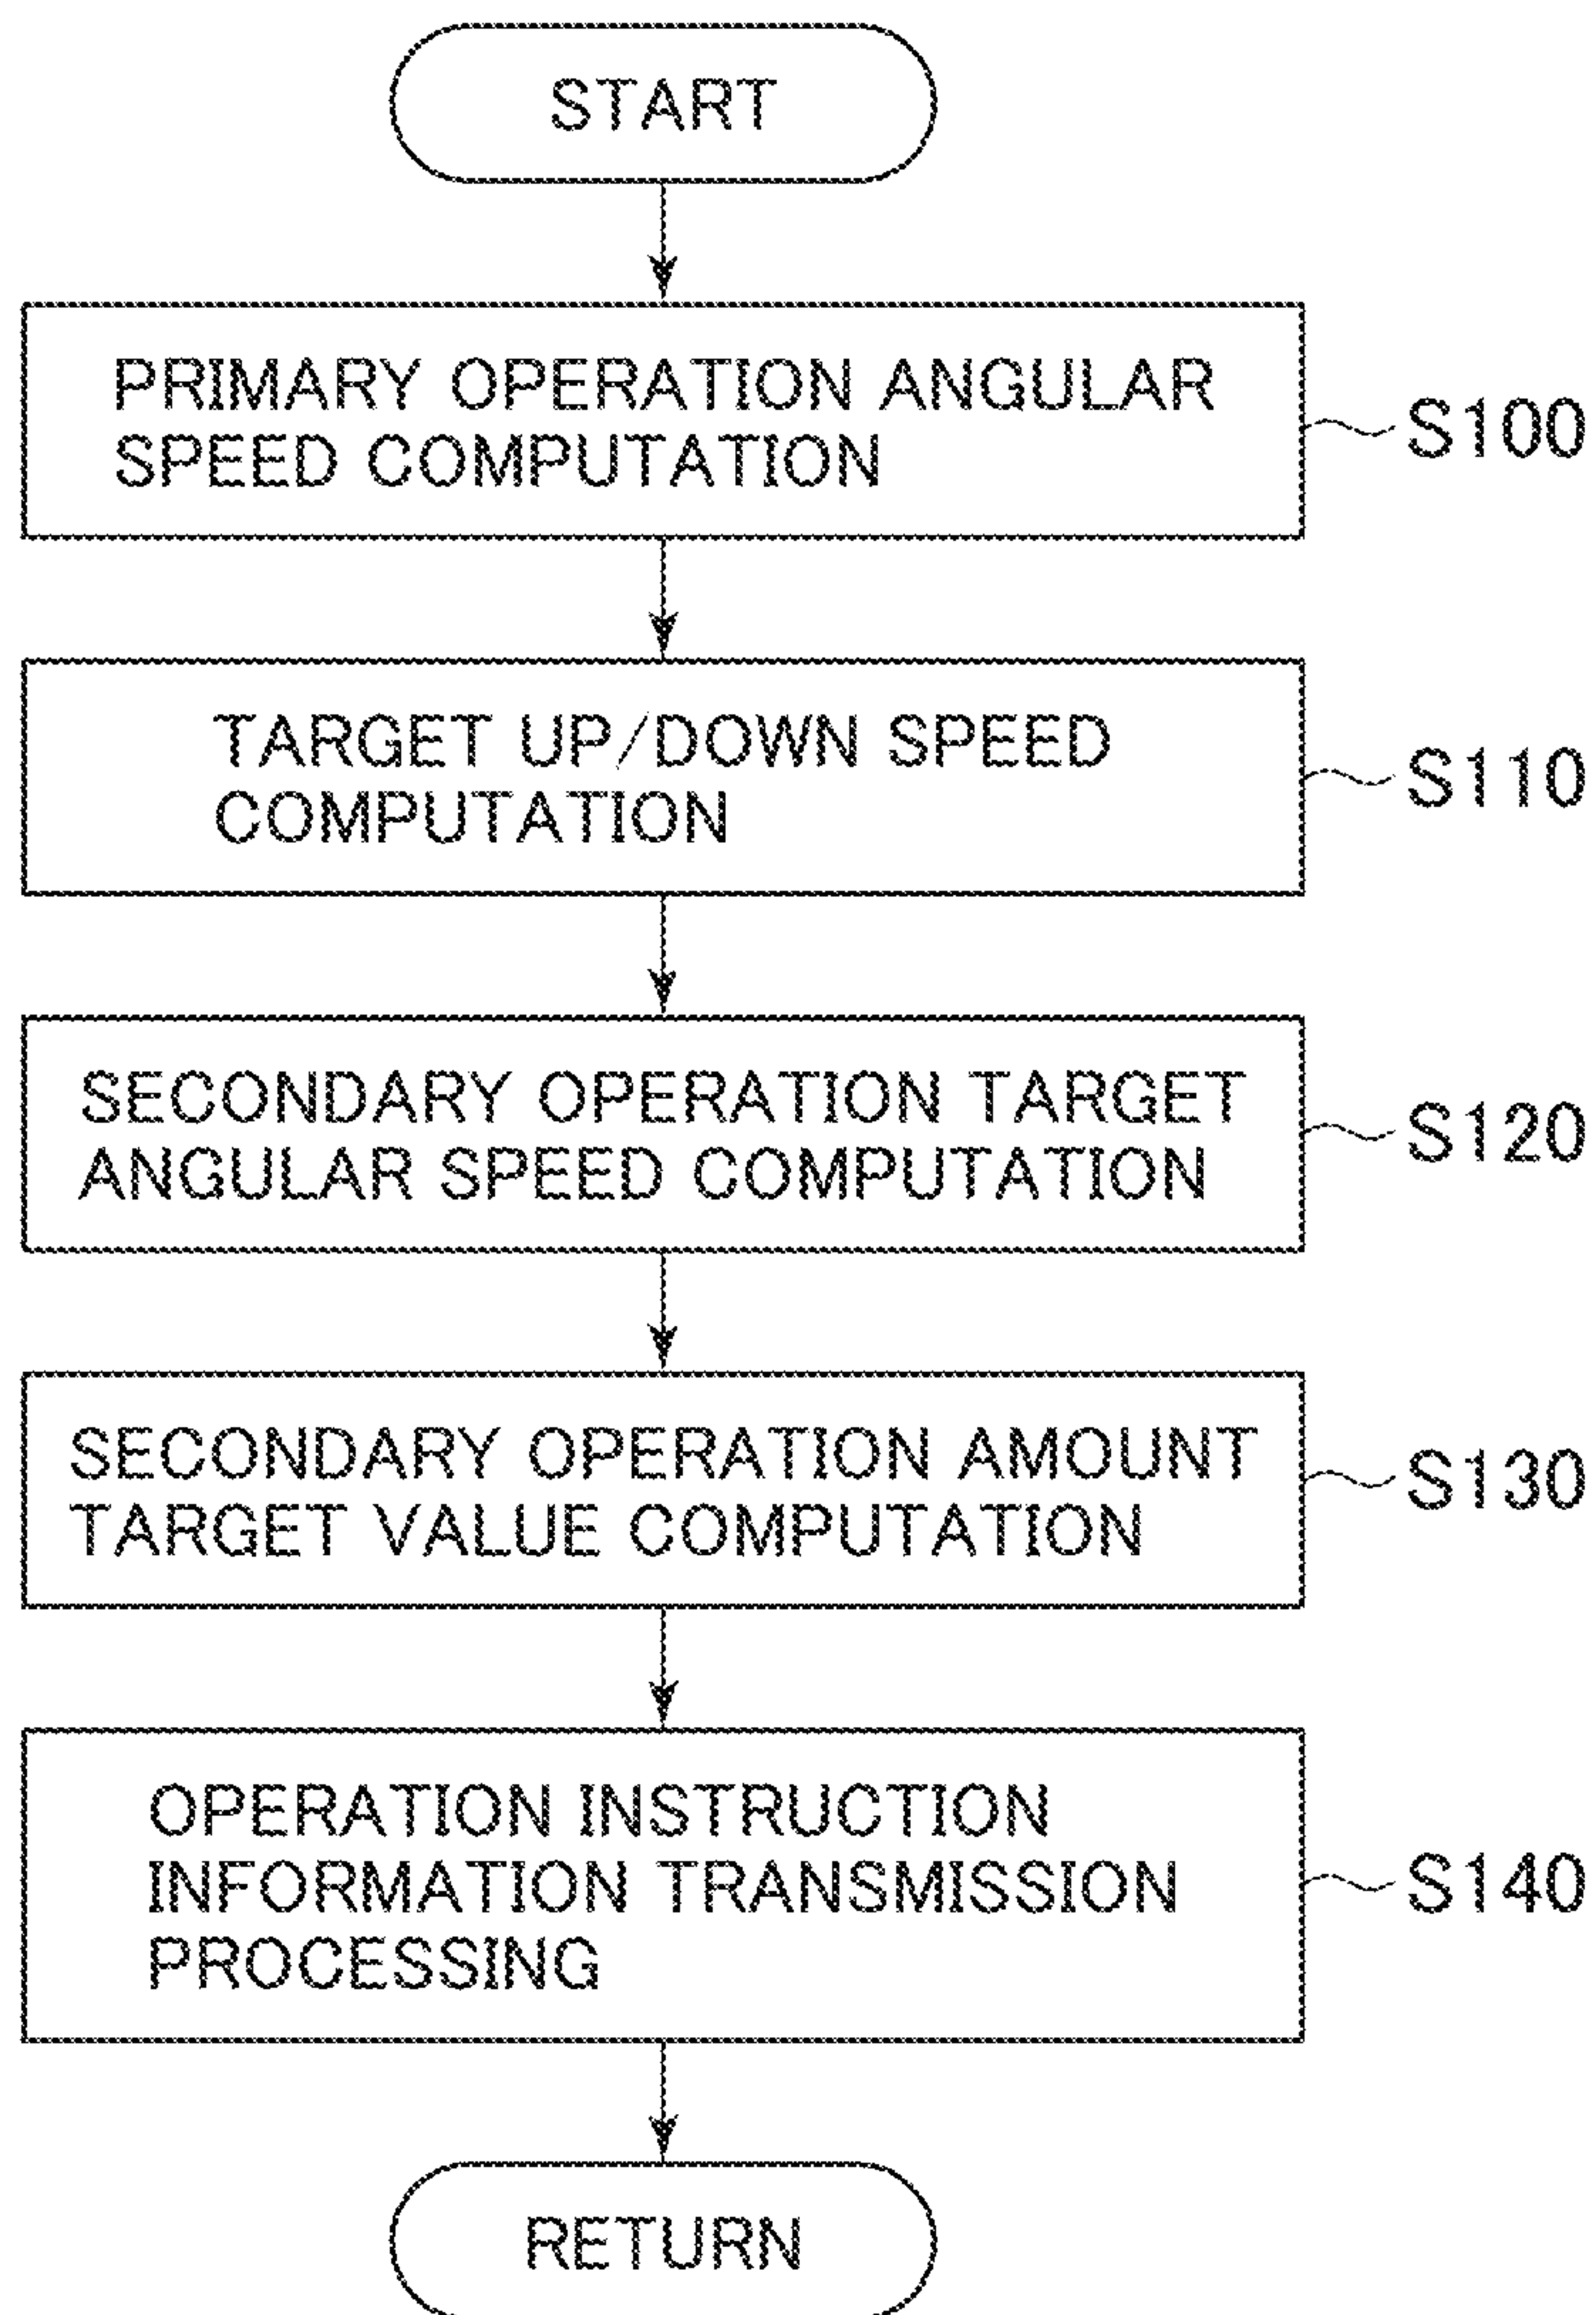 START
PRIMARY OPERATION ANGULAR
SPEED COMPUTATION
S100
TARGET UP/DOWN SPEED
COMPUTATION
S110
SECONDARY OPERATION TARGET
ANGULAR SPEED COMPUTATION
S120
SECONDARY OPERATION AMOUNT
TARGET VALUE COMPUTATION
S130
OPERATION INSTRUCTION
INFORMATION TRANSMISSION
PROCESSING
S140
RETURN